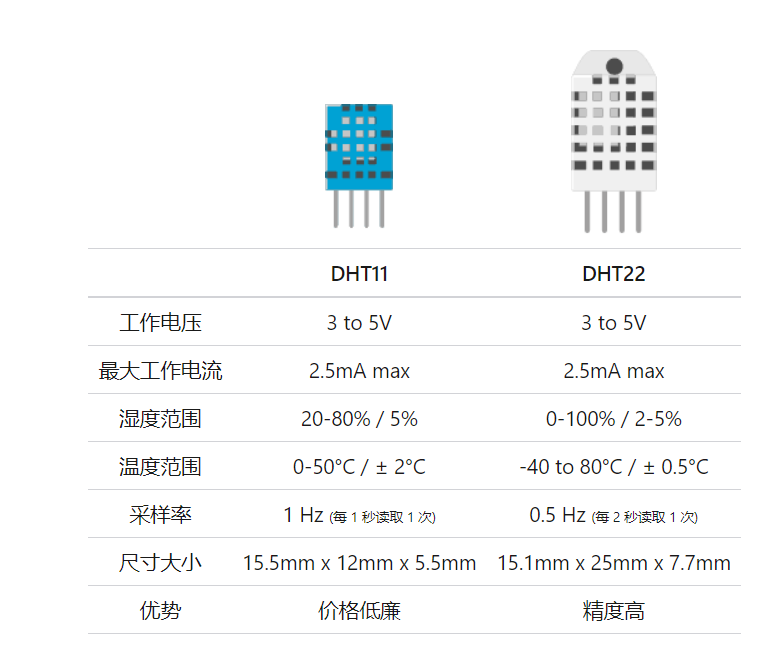 DHT11 DHT22
工作电压 3 to 5V 3 to 5V
最大工作电流 2.5mA max 2.5mA max
湿度范围 20-80% / 5% 0-100% / 2-5%
温度范围 0-50°C / ± 2°C -40 to 80°C / ± 0.5°C
采样率 1 Hz (每 1 秒读取 1 次) 0.5 Hz (每 2 秒读取 1 次)
尺寸大小 15.5mm x 12mm x 5.5mm 15.1mm x 25mm x 7.7mm
优势 价格低廉 精度高